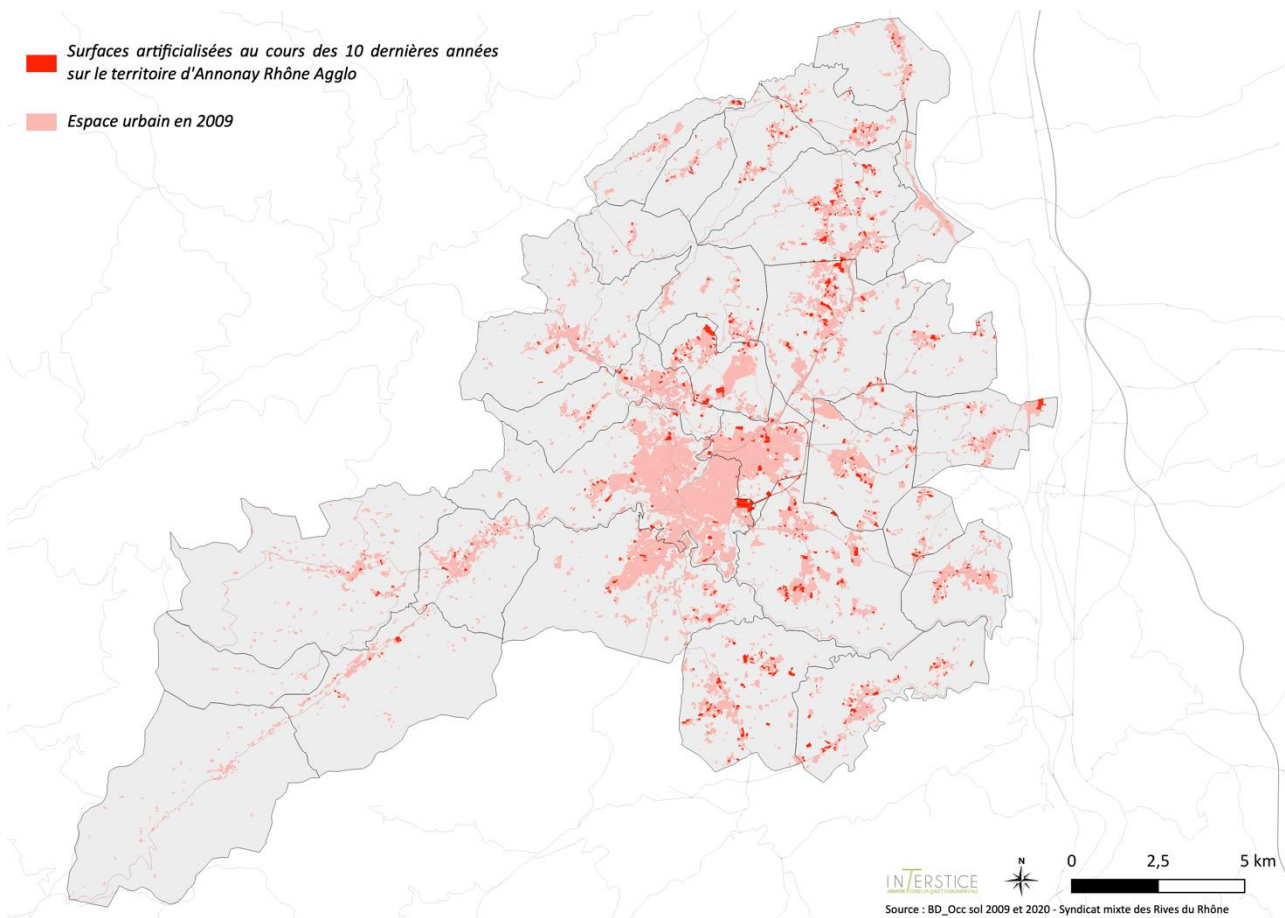 Surfaces artificialisées au cours des 10 dernières années
sur le territoire d'Annonay Rhône Agglo
Espace urbain en 2009
INTERSTICE
N
0 2,5 5 km
Source : BD_Occ sol 2009 et 2020 - Syndicat mixte des Rives du Rhône